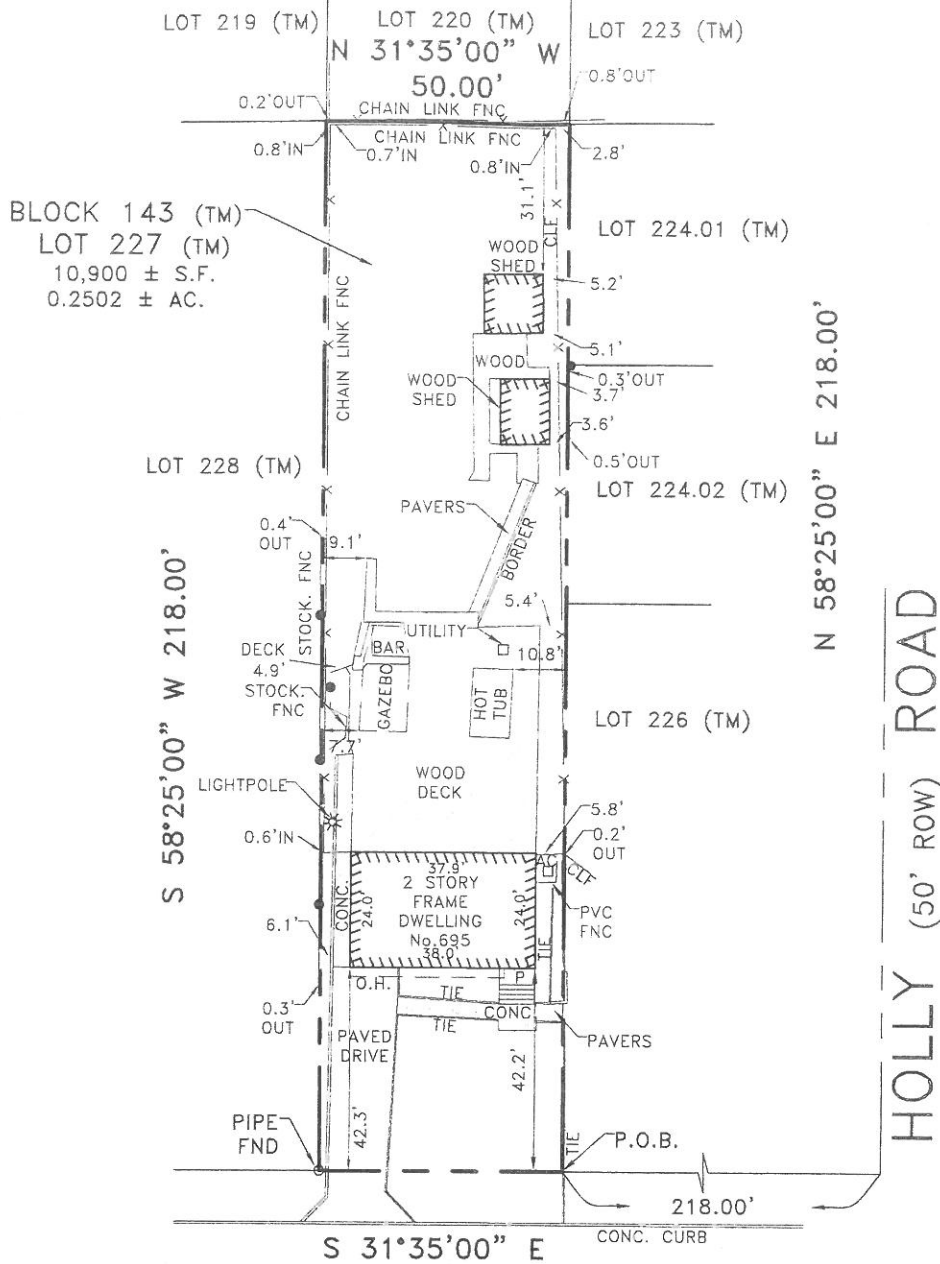 LOT 219 (TM)
LOT 220 (TM)
LOT 223 (TM)
N 31°35'00" W
50.00'
0.8'OUT
0.2'OUT
CHAIN LINK FNC
CHAIN LINK FNC
0.8'IN
0.7'IN
0.8'IN
2.8'
31.1'
CLF
BLOCK 143 (TM)
LOT 227 (TM)
10,900 ± S.F.
0.2502 ± AC.
LOT 224.01 (TM)
WOOD
SHED
5.2'
CHAIN LINK FNC
5.1'
WOOD
0.3'OUT
WOOD
SHED
3.7'
3.6'
0.5'OUT
N 58°25'00" E 218.00'
LOT 228 (TM)
LOT 224.02 (TM)
PAVERS
BORDER
0.4'
OUT
9.1'
STOCK. FNC
5.4'
UTILITY
BAR
10.8'
DECK
4.9'
STOCK.
FNC
GAZEBO
HOT
TUB
7.7'
LOT 226 (TM)
S 58°25'00" W 218.00'
WOOD
DECK
LIGHTPOLE
0.6'IN
5.8'
0.2'
OUT
AC
CLF
37.9'
2 STORY
FRAME
DWELLING
No.695
38.0'
24.0'
24.0'
CONC.
PVC
FNC
TIE
6.1'
O.H.
P
TIE
TIE
CONC
0.3'
OUT
PAVED
DRIVE
PAVERS
42.3'
42.2'
HOLLY (50' ROW) ROAD
PIPE
FND
TIE
P.O.B.
218.00'
CONC. CURB
S 31°35'00" E